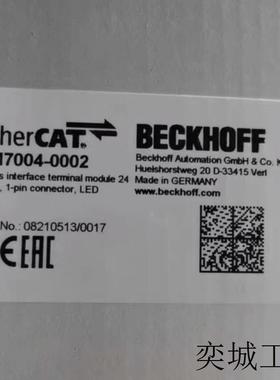 herCAT®
7004-0002
s interface terminal module 24
, 1-pin connector, LED
No.: 08210513/0017
CE EAC
BECKHOFF
Beckhoff Automation GmbH & Co. K
Huelshorstweg 20 D-33415 Verl
Made in GERMANY
www.beckhoff.com
奕城工